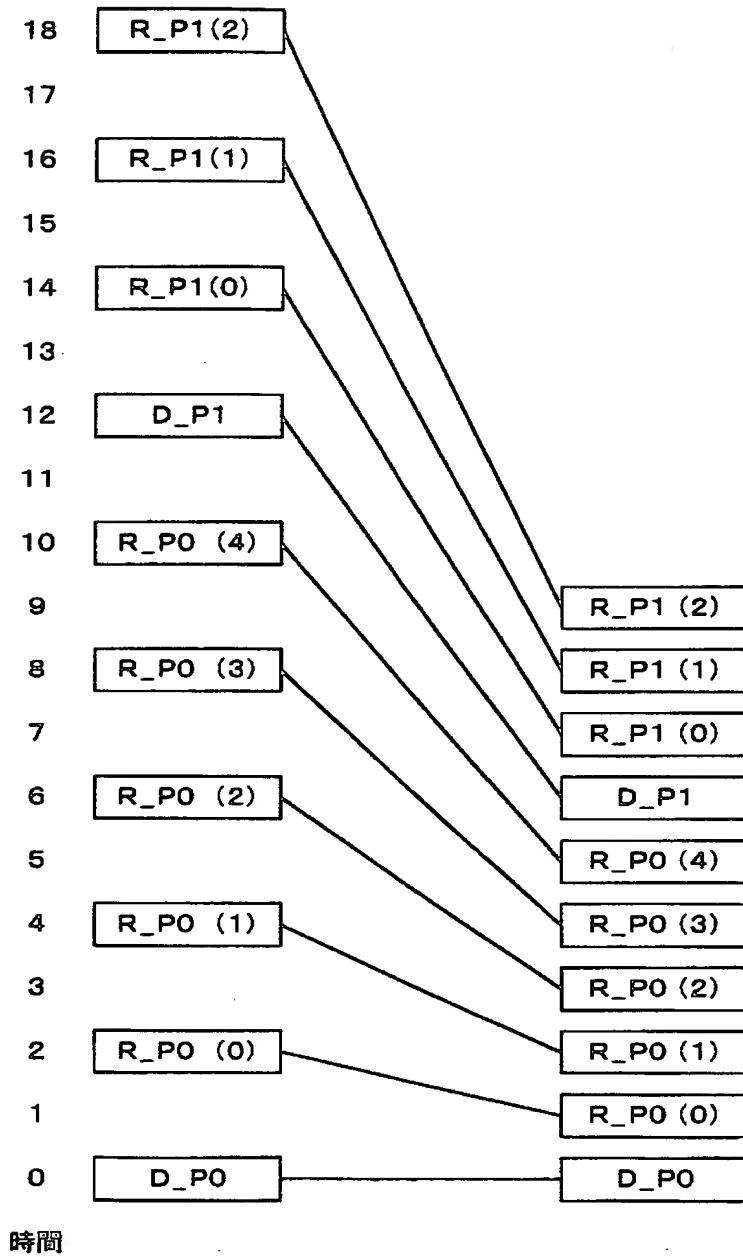 18 R_P1(2)
17
16 R_P1(1)
15
14 R_P1(0)
13
12 D_P1
11
10 R_P0 (4)
9 R_P1 (2)
8 R_P0 (3) R_P1 (1)
7 R_P1 (0)
6 R_P0 (2) D_P1
5 R_P0 (4)
4 R_P0 (1) R_P0 (3)
3 R_P0 (2)
2 R_P0 (0) R_P0 (1)
1 R_P0 (0)
0 D_P0 D_P0
時間